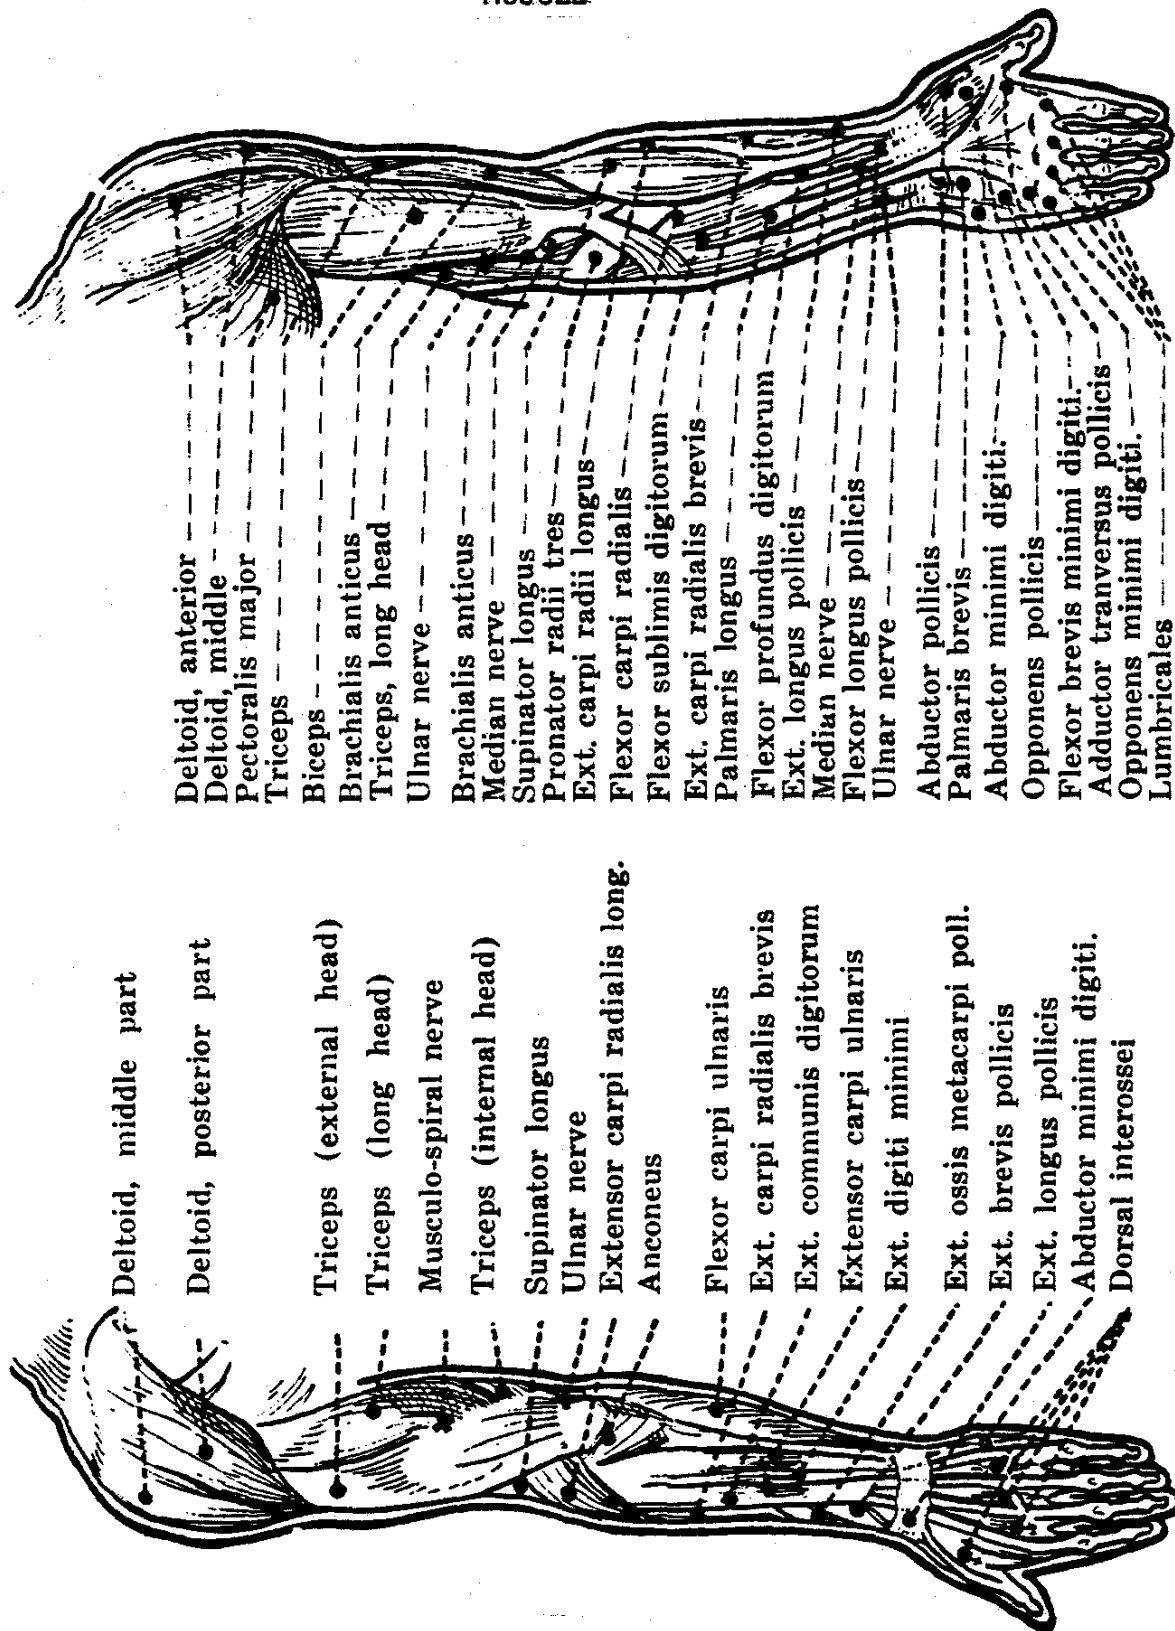 Deltoid, anterior
Deltoid, middle
Pectoralis major
Triceps
Biceps
Brachialis anticus
Triceps, long head
Ulnar nerve
Brachialis anticus
Median nerve
Supinator longus
Pronator radii tres
Ext. carpi radii longus
Flexor carpi radialis
Flexor sublimis digitorum
Ext. carpi radialis brevis
Palmaris longus
Flexor profundus digitorum
Ext. longus pollicis
Median nerve
Flexor longus pollicis
Ulnar nerve
Abductor pollicis
Palmaris brevis
Abductor minimi digiti.
Opponens pollicis
Flexor brevis minimi digiti.
Adductor tranversus pollicis
Opponens minimi digiti.
Lumbricales
Deltoid, middle part
Deltoid, posterior part
Triceps (external head)
Triceps (long head)
Musculo-spiral nerve
Triceps (internal head)
Supinator longus
Ulnar nerve
Extensor carpi radialis long.
Anconeus
Flexor carpi ulnaris
Ext. carpi radialis brevis
Ext. communis digitorum
Extensor carpi ulnaris
Ext. digiti minimi
Ext. ossis metacarpi poll.
Ext. brevis pollicis
Ext. longus pollicis
Abductor minimi digiti.
Dorsal interossei